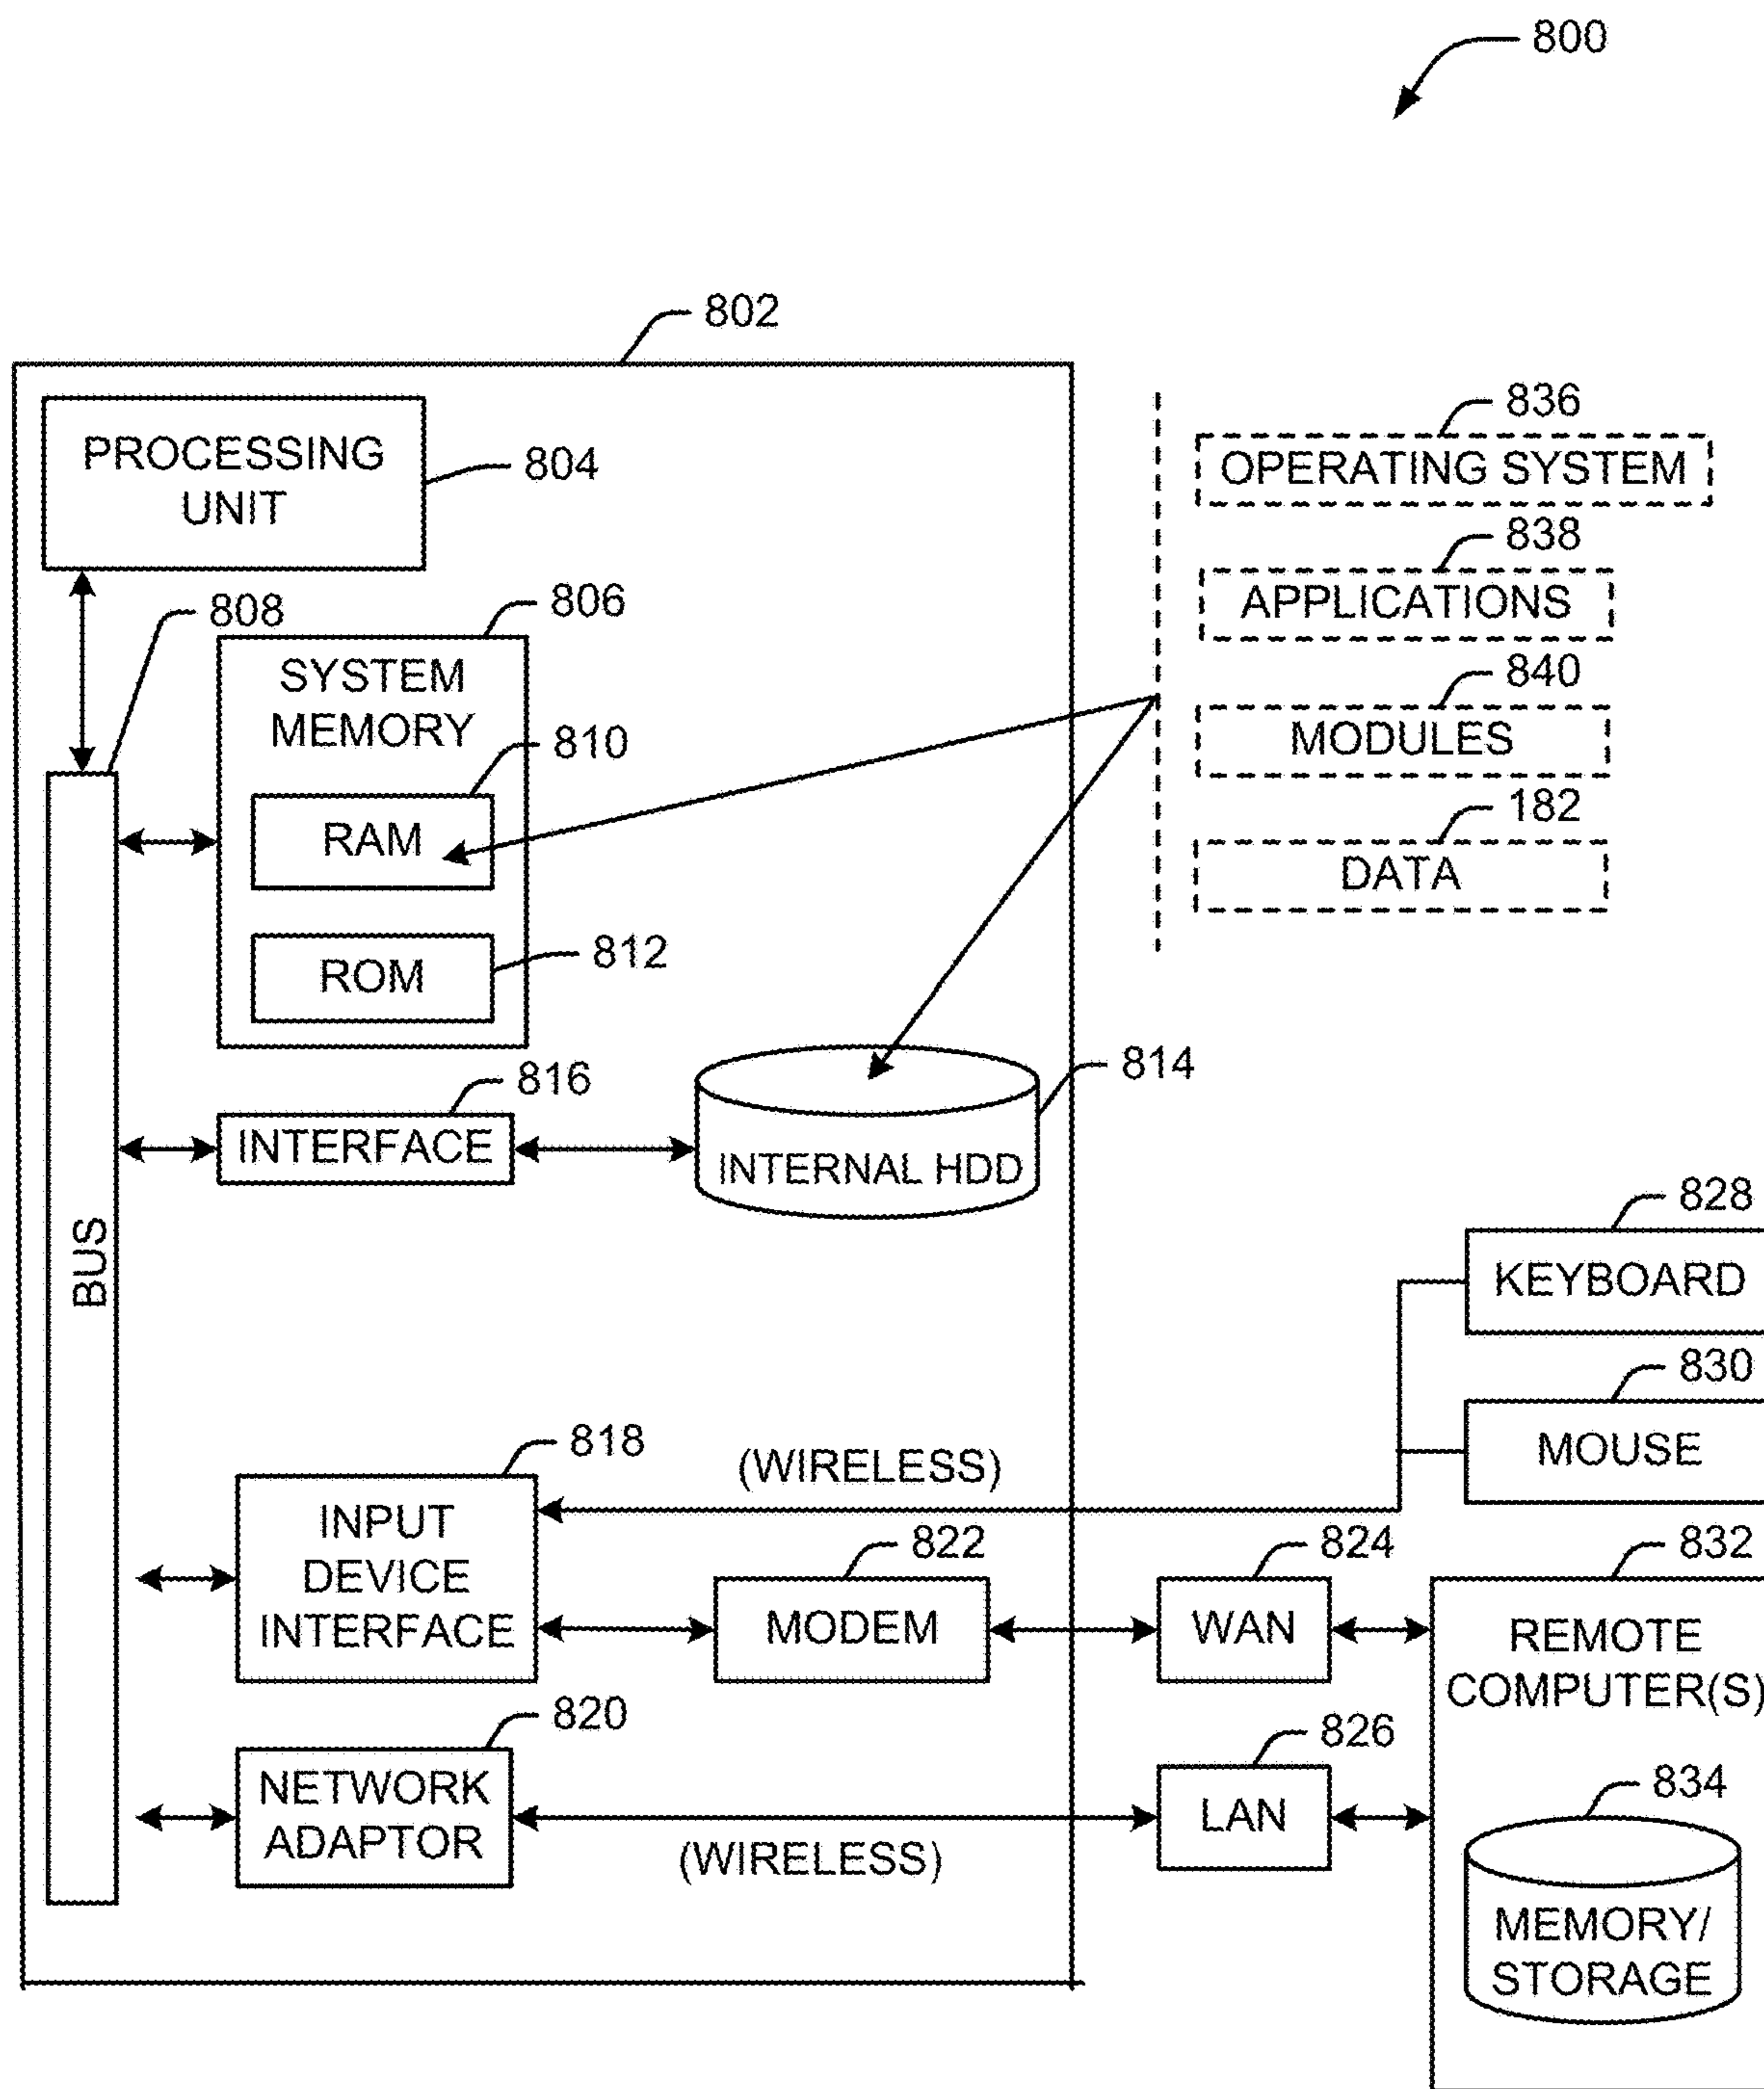 800
802
PROCESSING
UNIT
804
836
OPERATING SYSTEM
838
APPLICATIONS
840
MODULES
182
DATA
808
806
SYSTEM
MEMORY
810
RAM
812
ROM
816
INTERFACE
814
INTERNAL HDD
BUS
828
KEYBOARD
830
MOUSE
818
INPUT
DEVICE
INTERFACE
(WIRELESS)
822
MODEM
824
WAN
832
REMOTE
COMPUTER(S)
820
NETWORK
ADAPTOR
(WIRELESS)
826
LAN
834
MEMORY/
STORAGE